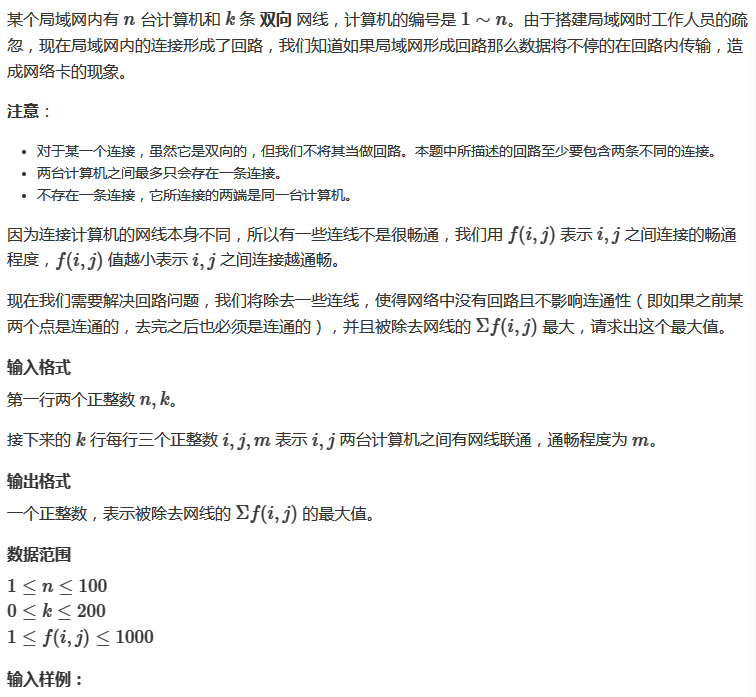 某个局域网内有 n 台计算机和 k 条 双向 网线，计算机的编号是 1 ∼ n。由于搭建局域网时工作人员的疏
忽，现在局域网内的连接形成了回路，我们知道如果局域网形成回路那么数据将不停的在回路内传输，造
成网络卡的现象。
注意：
• 对于某一个连接，虽然它是双向的，但我们不将其当做回路。本题中所描述的回路至少要包含两条不同的连接。
• 两台计算机之间最多只会存在一条连接。
• 不存在一条连接，它所连接的两端是同一台计算机。
因为连接计算机的网线本身不同，所以有一些连线不是很畅通，我们用 f(i, j) 表示 i, j 之间连接的畅通
程度，f(i, j) 值越小表示 i, j 之间连接越通畅。
现在我们需要解决回路问题，我们将除去一些连线，使得网络中没有回路且不影响连通性（即如果之前某
两个点是连通的，去完之后也必须是连通的），并且被除去网线的 Σf(i, j) 最大，请求出这个最大值。
输入格式
第一行两个正整数 n, k。
接下来的 k 行每行三个正整数 i, j, m 表示 i, j 两台计算机之间有网线联通，通畅程度为 m。
输出格式
一个正整数，表示被除去网线的 Σf(i, j) 的最大值。
数据范围
1 ≤ n ≤ 100
0 ≤ k ≤ 200
1 ≤ f(i, j) ≤ 1000
输入样例：